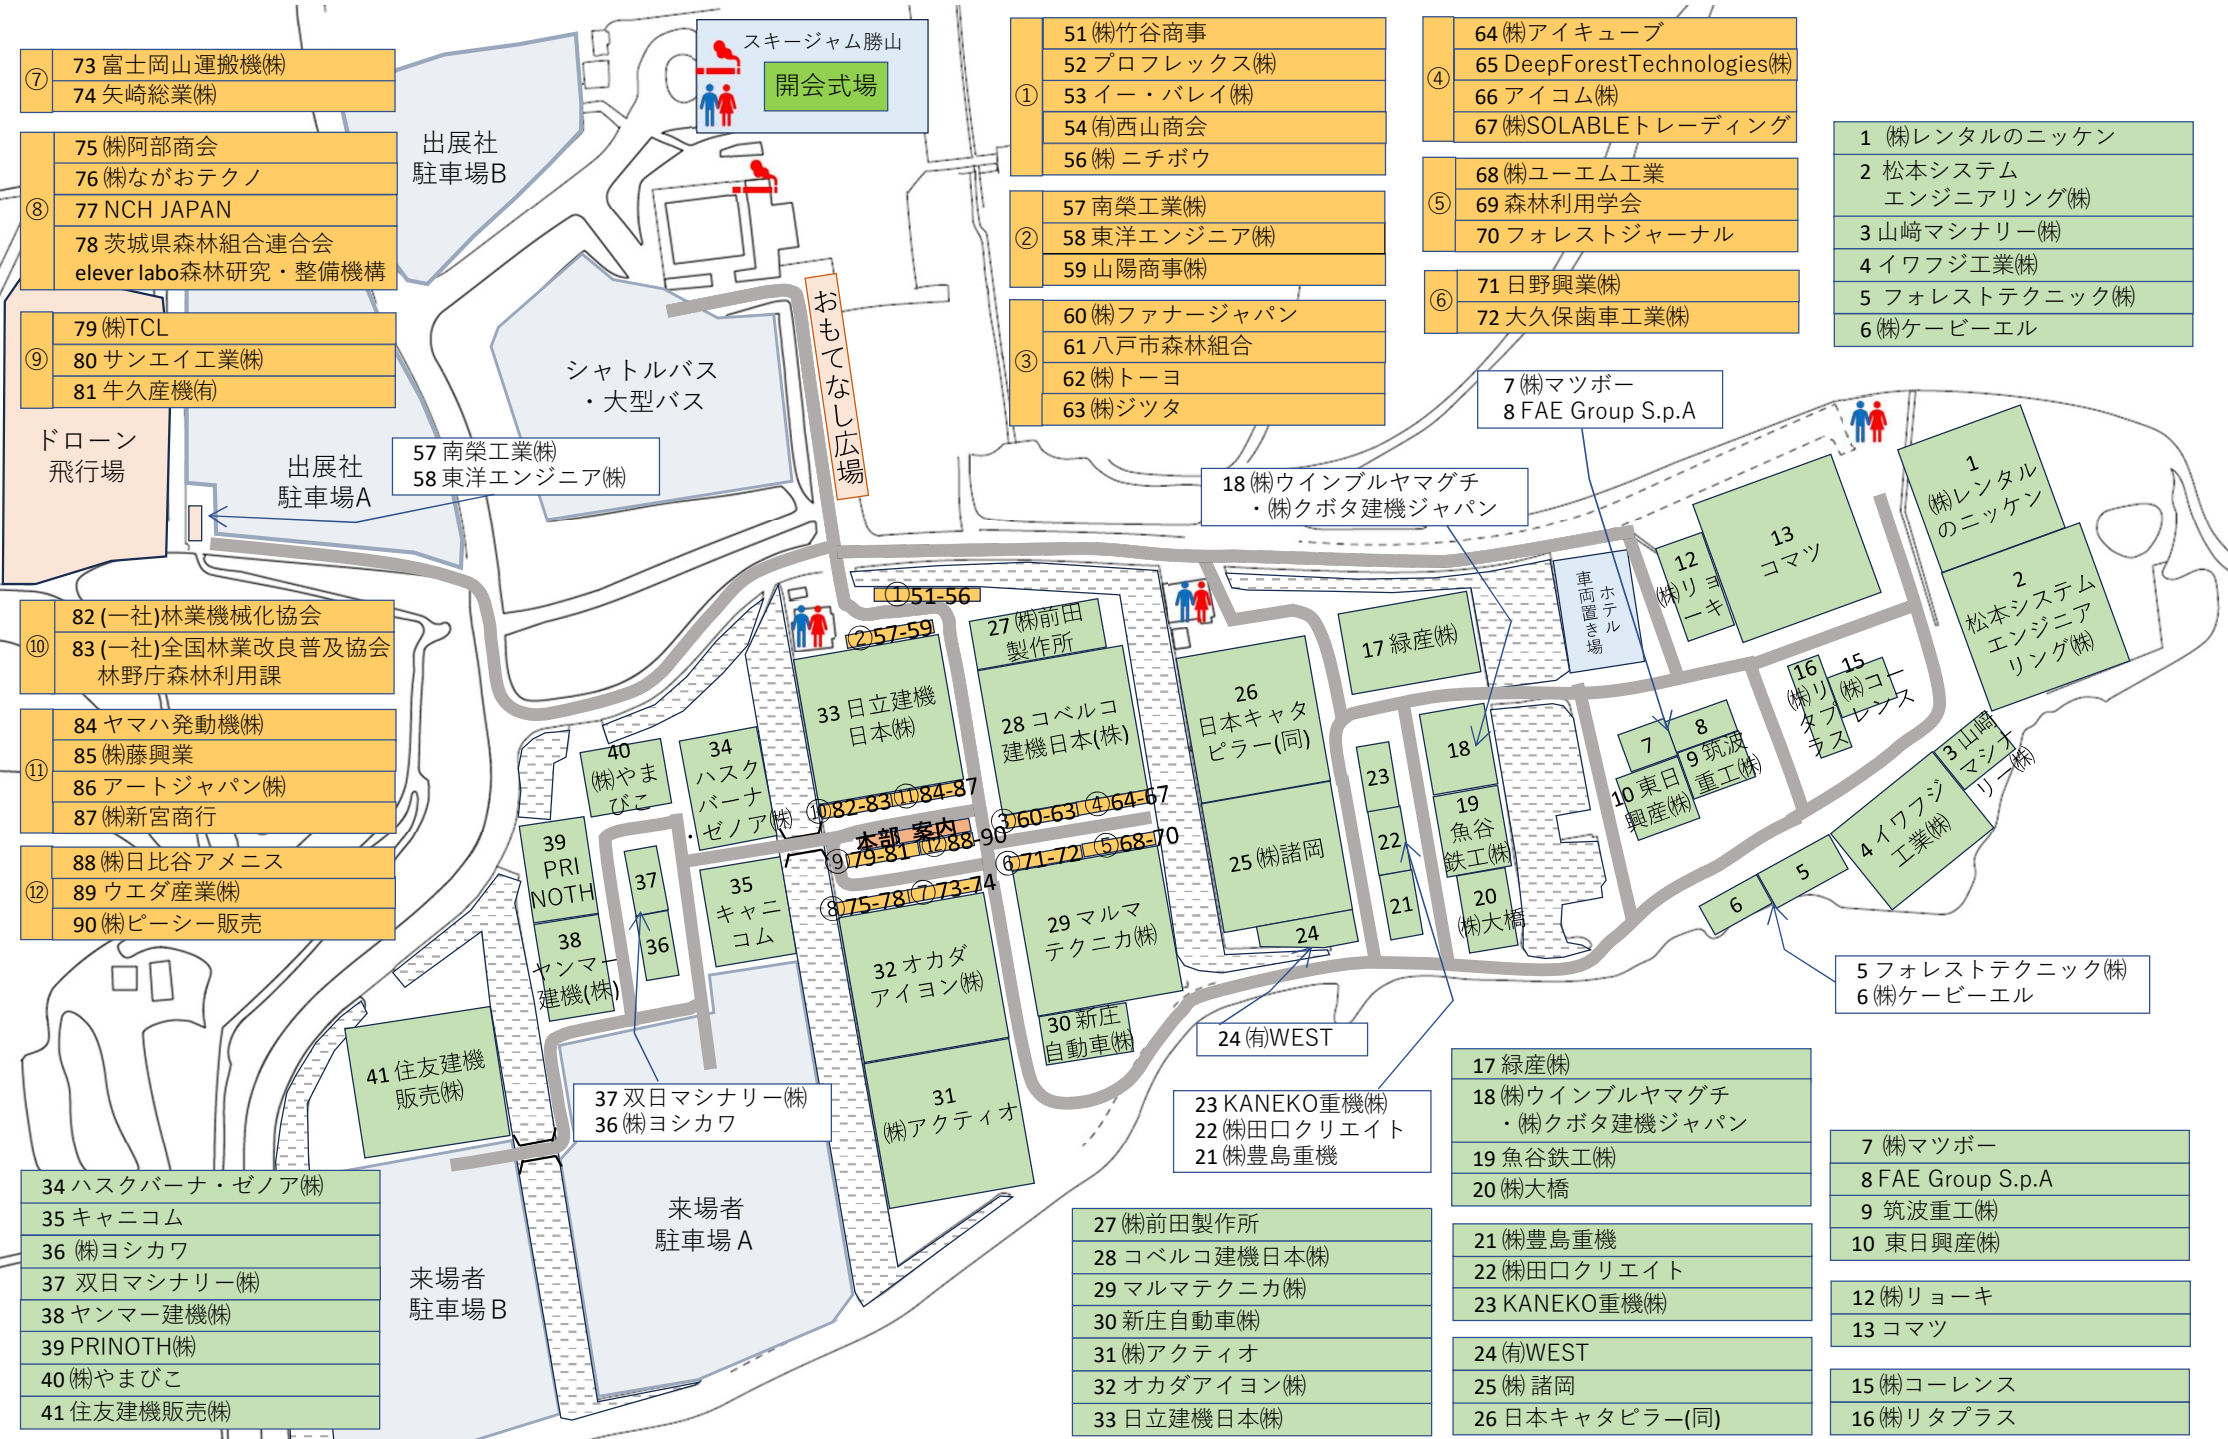 ⑦
73 富士岡山運搬機㈱
74 矢崎総業㈱
⑧
75 ㈱阿部商会
76 ㈱ながおテクノ
77 NCH JAPAN
78 茨城県森林組合連合会
elever labo森林研究・整備機構
⑨
79 ㈱TCL
80 サンエイ工業㈱
81 牛久産機㈲
⑩
82 (一社)林業機械化協会
83 (一社)全国林業改良普及協会
林野庁森林利用課
⑪
84 ヤマハ発動機㈱
85 ㈱藤興業
86 アートジャパン㈱
87 ㈱新宮商行
⑫
88 ㈱日比谷アメニス
89 ウエダ産業㈱
90 ㈱ピーシー販売
34 ハスクバーナ・ゼノア㈱
35 キャニコム
36 ㈱ヨシカワ
37 双日マシナリー㈱
38 ヤンマー建機㈱
39 PRINOTH㈱
40 ㈱やまびこ
41 住友建機販売㈱
スキージャム勝山
開会式場
出展社
駐車場B
シャトルバス
・大型バス
おもてなし広場
ドローン
飛行場
出展社
駐車場A
57 南榮工業㈱
58 東洋エンジニア㈱
①
51 ㈱竹谷商事
52 プロフレックス㈱
53 イー・バレイ㈱
54 ㈲西山商会
56 ㈱ ニチボウ
②
57 南榮工業㈱
58 東洋エンジニア㈱
59 山陽商事㈱
③
60 ㈱ファナージャパン
61 八戸市森林組合
62 ㈱トーヨ
63 ㈱ジツタ
④
64 ㈱アイキューブ
65 DeepForestTechnologies㈱
66 アイコム㈱
67 ㈱SOLABLEトレーディング
⑤
68 ㈱ユーエム工業
69 森林利用学会
70 フォレストジャーナル
⑥
71 日野興業㈱
72 大久保歯車工業㈱
1 ㈱レンタルのニッケン
2 松本システム
エンジニアリング㈱
3 山﨑マシナリー㈱
4 イワフジ工業㈱
5 フォレストテクニック㈱
6 ㈱ケービーエル
7 ㈱マツボー
8 FAE Group S.p.A
18 ㈱ウインブルヤマグチ
・㈱クボタ建機ジャパン
1
㈱レンタル
のニッケン
2
松本システム
エンジニア
リング㈱
13
コマツ
12
㈱リョ
ーキ
車両置き場
ホテル
16
㈱リ
タプ
ラス
15
㈱コー
レンス
3 山﨑
マシナ
リー㈱
4 イワフジ
工業㈱
5
6
7
8
9 筑波
重工㈱
10 東日
興産㈱
17 緑産㈱
18
19
魚谷
鉄工㈱
20
㈱大橋
23
22
21
26
日本キャタ
ピラー(同)
25 ㈱諸岡
24
①51-56
②57-59
27 ㈱前田
製作所
28 コベルコ
建機日本(株)
33 日立建機
日本㈱
⑩82-83
⑪84-87
③60-63
④64-67
本部 案内
⑨79-81
⑫88-90
⑥71-72
⑤68-70
⑧75-78
⑦73-74
29 マルマ
テクニカ㈱
30 新庄
自動車㈱
32 オカダ
アイヨン㈱
31
㈱アクティオ
34
ハスク
バーナ
・ゼノア㈱
35
キャニ
コム
40
㈱やま
びこ
39
PRI
NOTH
38
ヤンマー
建機(株)
37
36
41 住友建機
販売㈱
37 双日マシナリー㈱
36 ㈱ヨシカワ
来場者
駐車場 A
来場者
駐車場 B
24 ㈲WEST
23 KANEKO重機㈱
22 ㈱田口クリエイト
21 ㈱豊島重機
5 フォレストテクニック㈱
6 ㈱ケービーエル
27 ㈱前田製作所
28 コベルコ建機日本㈱
29 マルマテクニカ㈱
30 新庄自動車㈱
31 ㈱アクティオ
32 オカダアイヨン㈱
33 日立建機日本㈱
17 緑産㈱
18 ㈱ウインブルヤマグチ
・㈱クボタ建機ジャパン
19 魚谷鉄工㈱
20 ㈱大橋
21 ㈱豊島重機
22 ㈱田口クリエイト
23 KANEKO重機㈱
24 ㈲WEST
25 ㈱ 諸岡
26 日本キャタピラー(同)
7 ㈱マツボー
8 FAE Group S.p.A
9 筑波重工㈱
10 東日興産㈱
12 ㈱リョーキ
13 コマツ
15 ㈱コーレンス
16 ㈱リタプラス